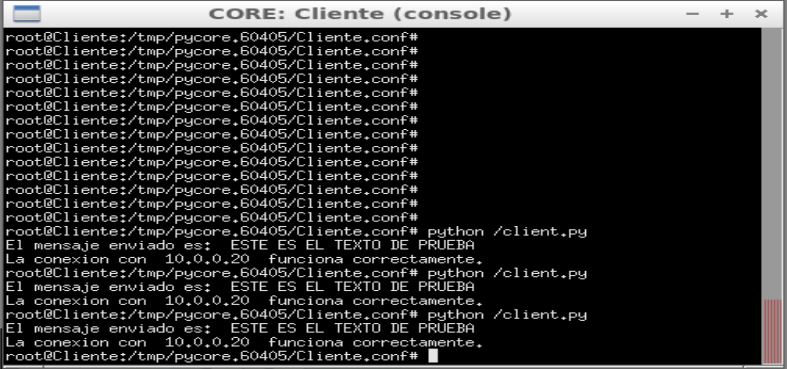 CORE: Cliente (console)
root@Cliente:/tmp/pycore.60405/Cliente.conf#
root@Cliente:/tmp/pycore.60405/Cliente.conf#
root@Cliente:/tmp/pycore.60405/Cliente.conf#
root@Cliente:/tmp/pycore.60405/Cliente.conf#
root@Cliente:/tmp/pycore.60405/Cliente.conf#
root@Cliente:/tmp/pycore.60405/Cliente.conf#
root@Cliente:/tmp/pycore.60405/Cliente.conf#
root@Cliente:/tmp/pycore.60405/Cliente.conf#
root@Cliente:/tmp/pycore.60405/Cliente.conf#
root@Cliente:/tmp/pycore.60405/Cliente.conf#
root@Cliente:/tmp/pycore.60405/Cliente.conf#
root@Cliente:/tmp/pycore.60405/Cliente.conf#
root@Cliente:/tmp/pycore.60405/Cliente.conf#
root@Cliente:/tmp/pycore.60405/Cliente.conf#
root@Cliente:/tmp/pycore.60405/Cliente.conf# python /client.py
El mensaje enviado es:  ESTE ES EL TEXTO DE PRUEBA
La conexion con  10.0.0.20  funciona correctamente.
root@Cliente:/tmp/pycore.60405/Cliente.conf# python /client.py
El mensaje enviado es:  ESTE ES EL TEXTO DE PRUEBA
La conexion con  10.0.0.20  funciona correctamente.
root@Cliente:/tmp/pycore.60405/Cliente.conf# python /client.py
El mensaje enviado es:  ESTE ES EL TEXTO DE PRUEBA
La conexion con  10.0.0.20  funciona correctamente.
root@Cliente:/tmp/pycore.60405/Cliente.conf#